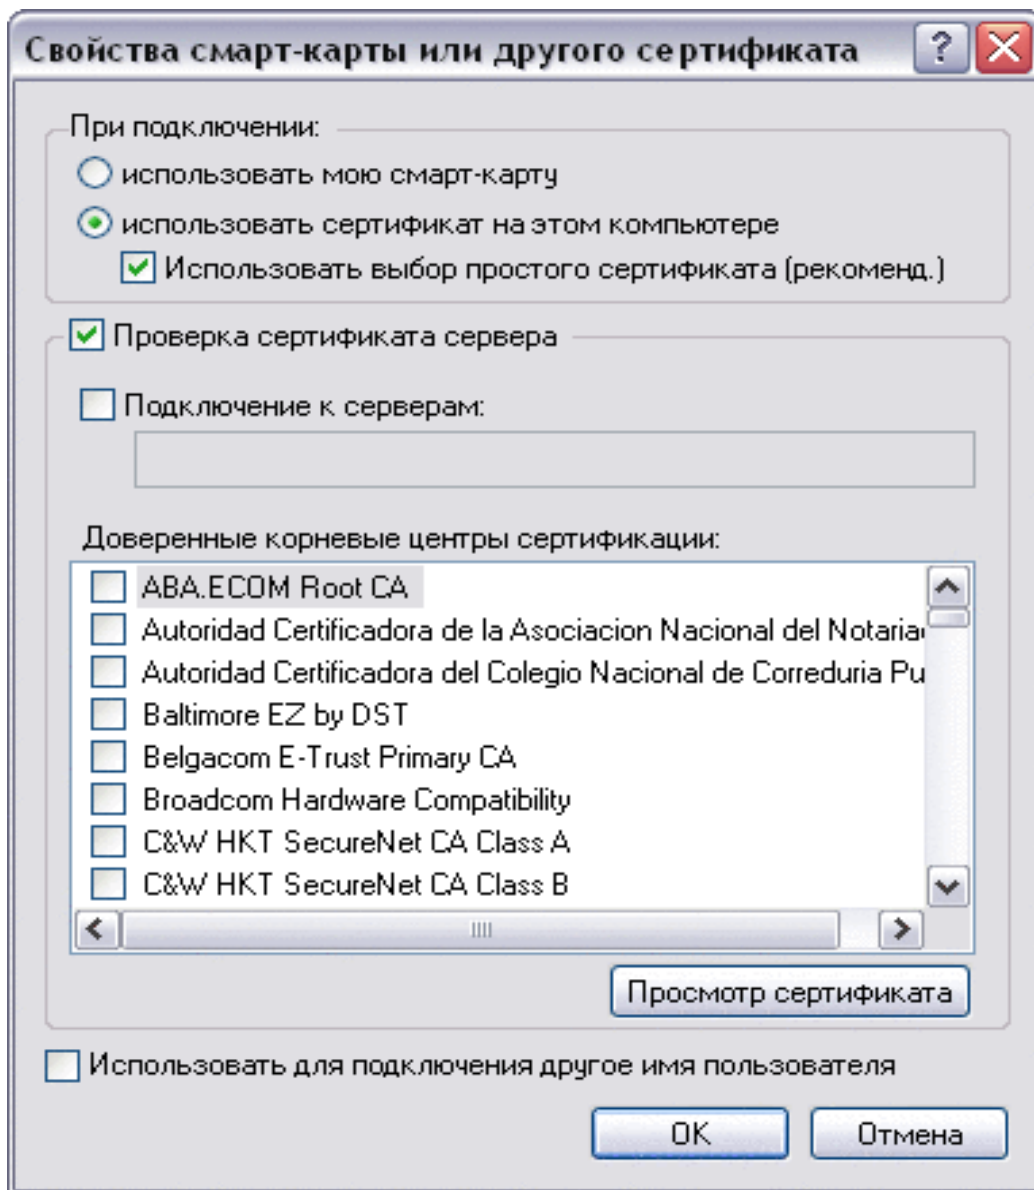 Свойства смарт-карты или другого сертификата
При подключении:
использовать мою смарт-карту
использовать сертификат на этом компьютере
Использовать выбор простого сертификата (рекоменд.)
Проверка сертификата сервера
Подключение к серверам:
Доверенные корневые центры сертификации:
ABA.ECOM Root CA
Autoridad Certificadora de la Asociacion Nacional del Notaria
Autoridad Certificadora del Colegio Nacional de Correduria Pu
Baltimore EZ by DST
Belgacom E-Trust Primary CA
Broadcom Hardware Compatibility
C&W HKT SecureNet CA Class A
C&W HKT SecureNet CA Class B
Просмотр сертификата
Использовать для подключения другое имя пользователя
OK Отмена